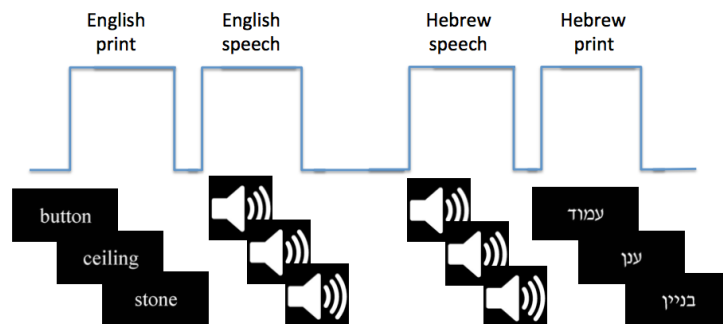 English print
English speech
Hebrew speech
Hebrew print
button
ceiling
stone
עמוד
ענן
בניין